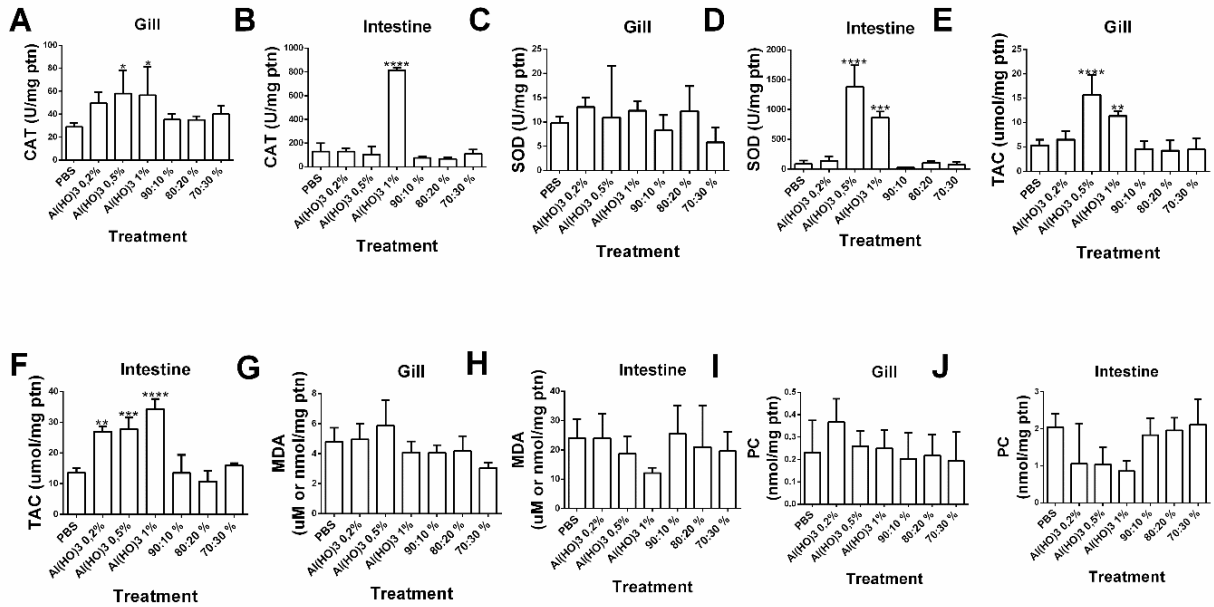 A
Gill
CAT (U/mg ptn)
100
80
60
40
20
0
*
*
PBS
Al(HO)3 0,2%
Al(HO)3 0,5%
Al(HO)3 1%
90:10 %
80:20 %
70:30 %
Treatment
B
Intestine
CAT (U/mg ptn)
1000
800
600
400
200
0
****
PBS
Al(HO)3 0,2%
Al(HO)3 0,5%
Al(HO)3 1%
90:10 %
80:20 %
70:30 %
Treatment
C
Gill
SOD (U/mg ptn)
25
20
15
10
5
0
PBS
Al(HO)3 0,2%
Al(HO)3 0,5%
Al(HO)3 1%
90:10 %
80:20 %
70:30 %
Treatment
D
Intestine
SOD (U/mg ptn)
2000
1500
1000
500
0
****
***
PBS
Al(HO)3 0,2%
Al(HO)3 0,5%
Al(HO)3 1%
90:10
80:20
70:30
Treatment
E
Gill
TAC (umol/mg ptn)
25
20
15
10
5
0
****
**
PBS
Al(HO)3 0,2%
Al(HO)3 0,5%
Al(HO)3 1%
90:10 %
80:20 %
70:30 %
Treatment
F
Intestine
TAC (umol/mg ptn)
40
30
20
10
0
**
***
****
PBS
Al(HO)3 0,2%
Al(HO)3 0,5%
Al(HO)3 1%
90:10 %
80:20 %
70:30 %
Treatment
G
Gill
MDA
(uM or nmol/mg ptn)
8
6
4
2
0
PBS
Al(HO)3 0,2%
Al(HO)3 0,5%
Al(HO)3 1%
90:10 %
80:20 %
70:30 %
Treatment
H
Intestine
MDA
(uM or nmol/mg ptn)
40
30
20
10
0
PBS
Al(HO)3 0,2%
Al(HO)3 0,5%
Al(HO)3 1%
90:10 %
80:20 %
70:30 %
Treatment
I
Gill
PC
(nmol/mg ptn)
0.5
0.4
0.3
0.2
0.1
0.0
PBS
Al(HO)3 0,2%
Al(HO)3 0,5%
Al(HO)3 1%
90:10 %
80:20 %
70:30 %
Treatment
J
Intestine
PC
(nmol/mg ptn)
3
2
1
0
PBS
Al(HO)3 0,2%
Al(HO)3 0,5%
Al(HO)3 1%
90:10 %
80:20 %
70:30 %
Treatment